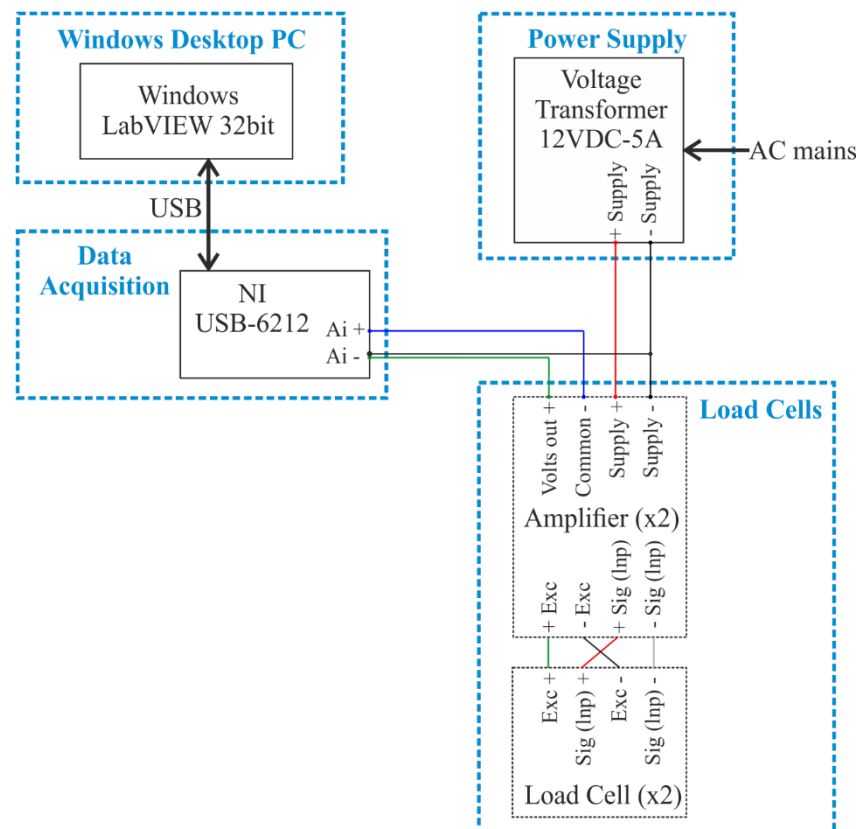 Windows Desktop PC
Windows
LabVIEW 32bit
USB
Data
Acquisition
NI
USB-6212
Ai +
Ai -
Power Supply
Voltage
Transformer
12VDC-5A
+ Supply
- Supply
AC mains
Load Cells
Volts out +
Common -
Supply +
Supply -
Amplifier (x2)
+ Exc
- Exc
+ Sig (Inp)
- Sig (Inp)
Exc +
Sig (Inp) +
Exc -
Sig (Inp) -
Load Cell (x2)